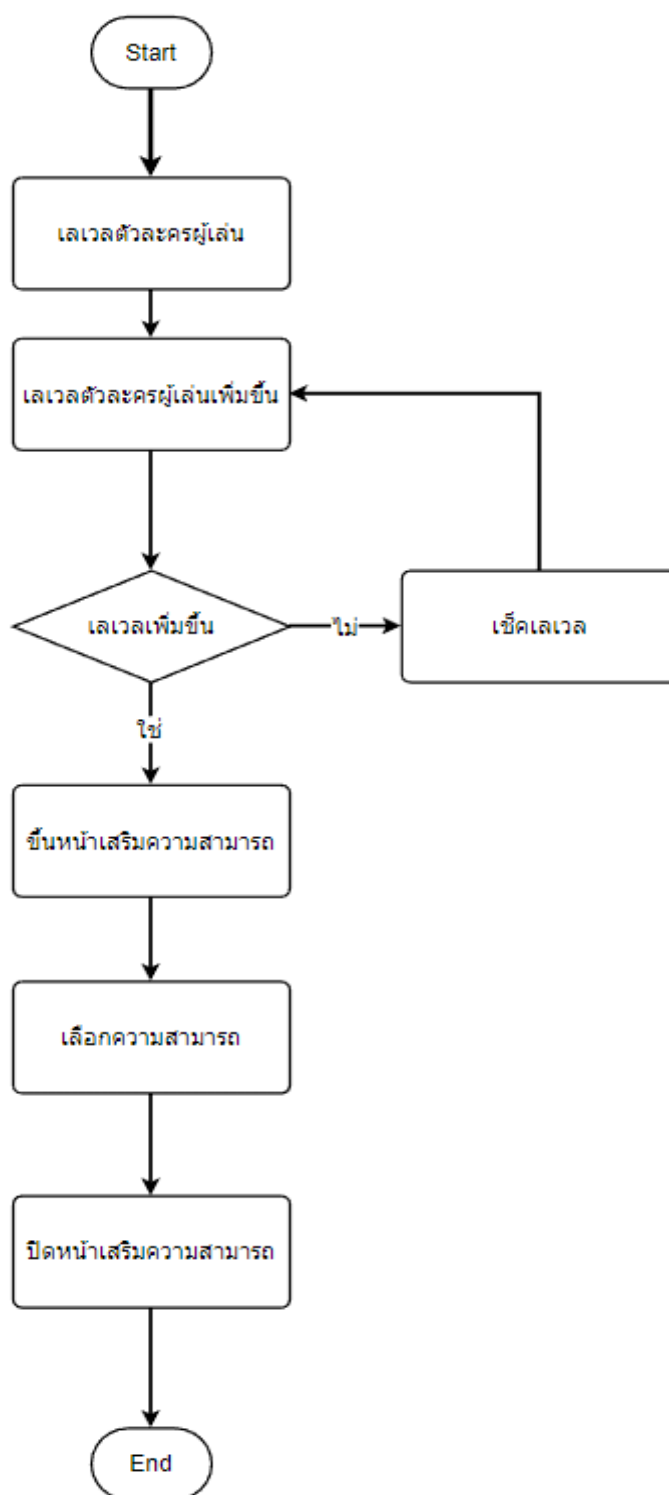 Start
เลเวลตัวละครผู้เล่น
เลเวลตัวละครผู้เล่นเพิ่มขึ้น
เลเวลเพิ่มขึ้น
ไม่
เช็คเลเวล
ใช่
ขึ้นหน้าเสริมความสามารถ
เลือกความสามารถ
ปิดหน้าเสริมความสามารถ
End